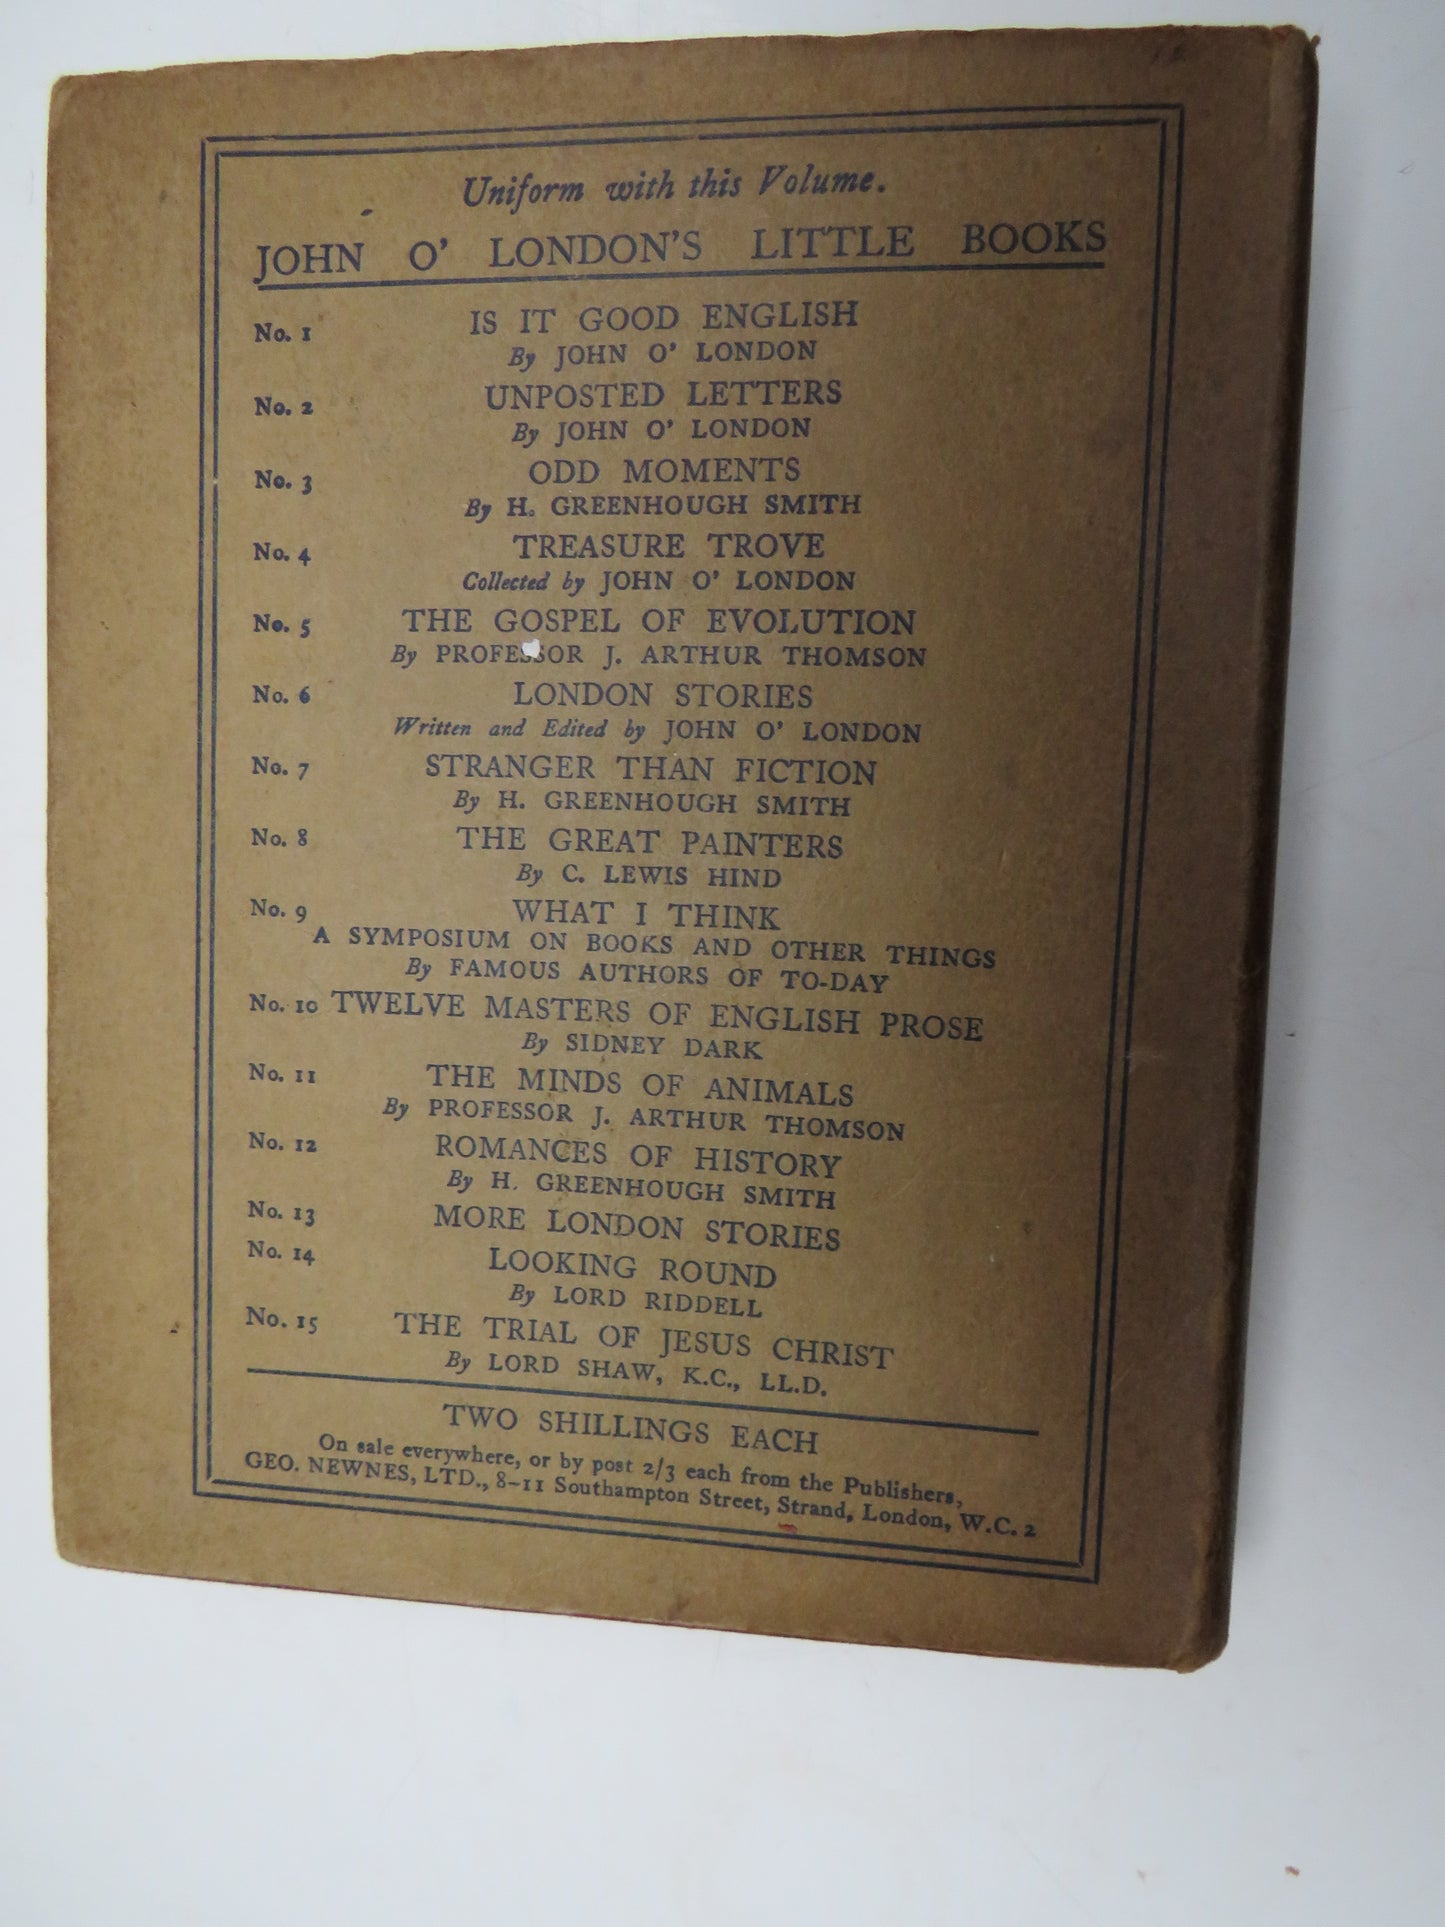 Uniform with this Volume.
JOHN O' LONDON'S LITTLE BOOKS
No. 1 IS IT GOOD ENGLISH
By JOHN O' LONDON
No. 2 UNPOSTED LETTERS
By JOHN O' LONDON
No. 3 ODD MOMENTS
By H. GREENHOUGH SMITH
No. 4 TREASURE TROVE
Collected by JOHN O' LONDON
No. 5 THE GOSPEL OF EVOLUTION
By PROFESSOR J. ARTHUR THOMSON
No. 6 LONDON STORIES
Written and Edited by JOHN O' LONDON
No. 7 STRANGER THAN FICTION
By H. GREENHOUGH SMITH
No. 8 THE GREAT PAINTERS
By C. LEWIS HIND
No. 9 WHAT I THINK
A SYMPOSIUM ON BOOKS AND OTHER THINGS
By FAMOUS AUTHORS OF TO-DAY
No. 10 TWELVE MASTERS OF ENGLISH PROSE
By SIDNEY DARK
No. 11 THE MINDS OF ANIMALS
By PROFESSOR J. ARTHUR THOMSON
No. 12 ROMANCES OF HISTORY
By H. GREENHOUGH SMITH
No. 13 MORE LONDON STORIES
No. 14 LOOKING ROUND
By LORD RIDDELL
No. 15 THE TRIAL OF JESUS CHRIST
By LORD SHAW, K.C., LL.D.
TWO SHILLINGS EACH
On sale everywhere, or by post 2/3 each from the Publishers,
GEO. NEWNES, LTD., 8-11 Southampton Street, Strand, London, W.C. 2